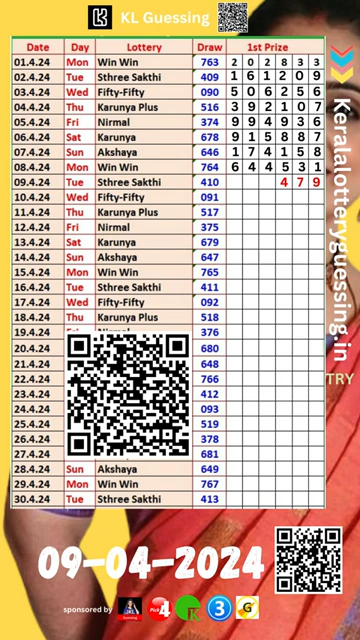 KL Guessing
Date Day Lottery Draw 1st Prize
01.4.24 Mon Win Win 763 2 0 2 8 3 3
02.4.24 Tue Sthree Sakthi 409 1 6 1 2 0 9
03.4.24 Wed Fifty-Fifty 090 5 0 6 2 5 6
04.4.24 Thu Karunya Plus 516 3 9 2 1 0 7
05.4.24 Fri Nirmal 374 9 9 4 9 3 6
06.4.24 Sat Karunya 678 9 1 5 8 8 7
07.4.24 Sun Akshaya 646 1 7 4 1 5 8
08.4.24 Mon Win Win 764 6 4 4 5 3 1
09.4.24 Tue Sthree Sakthi 410 4 7 9
10.4.24 Wed Fifty-Fifty 091
11.4.24 Thu Karunya Plus 517
12.4.24 Fri Nirmal 375
13.4.24 Sat Karunya 679
14.4.24 Sun Akshaya 647
15.4.24 Mon Win Win 765
16.4.24 Tue Sthree Sakthi 411
17.4.24 Wed Fifty-Fifty 092
18.4.24 Thu Karunya Plus 518
19.4.24 376
20.4.24 680
21.4.24 648
22.4.24 766
23.4.24 412
24.4.24 093
25.4.24 519
26.4.24 378
27.4.24 681
28.4.24 Sun Akshaya 649
29.4.24 Mon Win Win 767
30.4.24 Tue Sthree Sakthi 413
Keralalotteryguessing.in
TRY
09-04-2024
sponsored by Pick 4 K 3 G